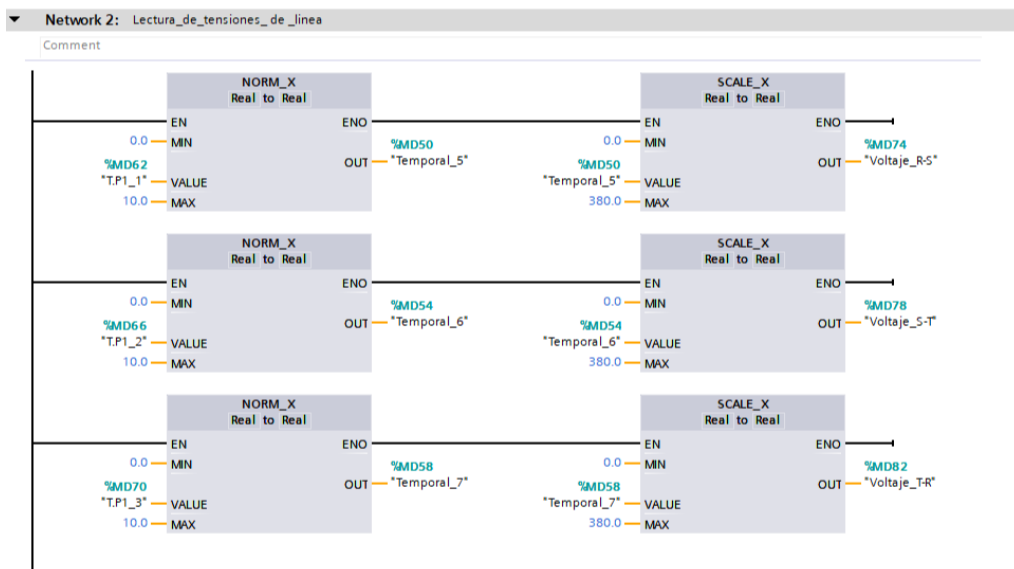 Network 2: Lectura_de_tensiones_ de _linea
Comment
NORM_X
Real to Real
EN
ENO
0.0
MIN
%MD62
"T.P1_1"
VALUE
10.0
MAX
OUT
%MD50
"Temporal_5"
SCALE_X
Real to Real
EN
ENO
0.0
MIN
%MD50
"Temporal_5"
VALUE
380.0
MAX
OUT
%MD74
"Voltaje_R-S"
NORM_X
Real to Real
EN
ENO
0.0
MIN
%MD66
"T.P1_2"
VALUE
10.0
MAX
OUT
%MD54
"Temporal_6"
SCALE_X
Real to Real
EN
ENO
0.0
MIN
%MD54
"Temporal_6"
VALUE
380.0
MAX
OUT
%MD78
"Voltaje_S-T"
NORM_X
Real to Real
EN
ENO
0.0
MIN
%MD70
"T.P1_3"
VALUE
10.0
MAX
OUT
%MD58
"Temporal_7"
SCALE_X
Real to Real
EN
ENO
0.0
MIN
%MD58
"Temporal_7"
VALUE
380.0
MAX
OUT
%MD82
"Voltaje_T-R"